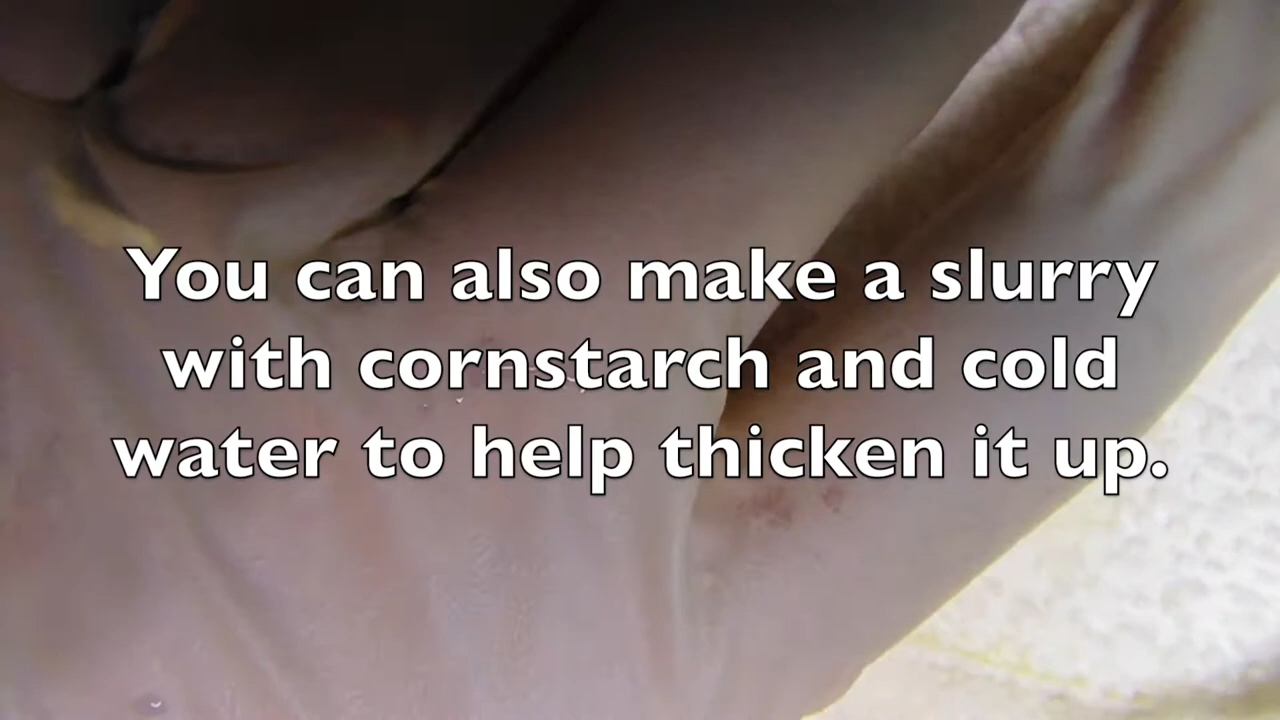 You can also make a slurry
with cornstarch and cold
water to help thicken it up.